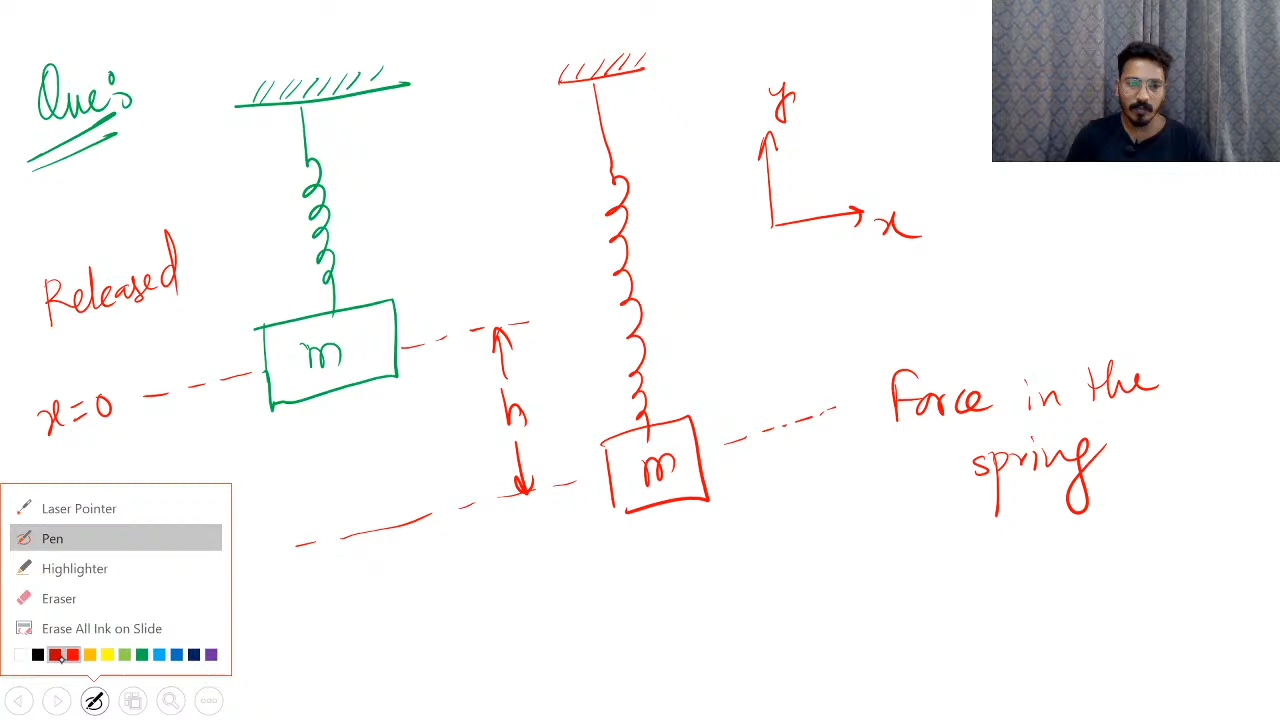 Que:
y
x
Released
m
x=0
h
m
Force in the
spring
Laser Pointer
Pen
Highlighter
Eraser
Erase All Ink on Slide